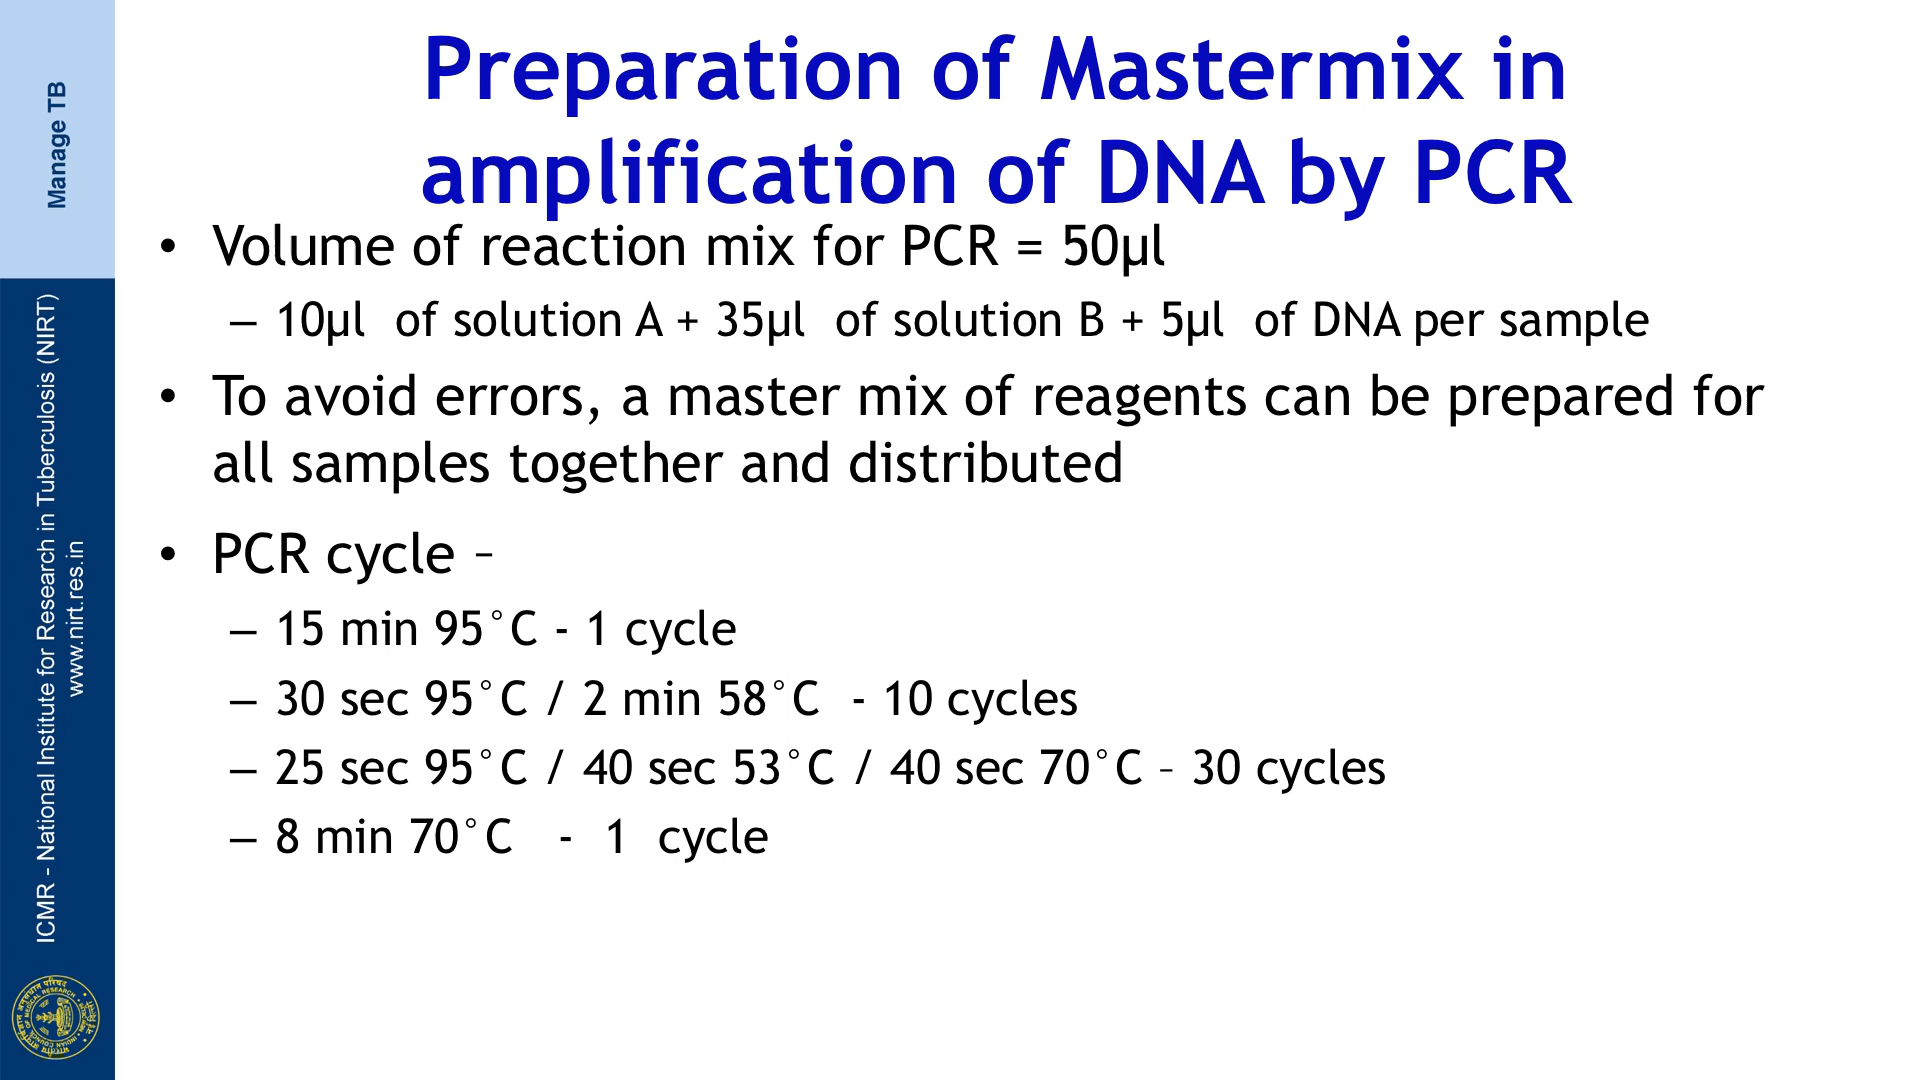 Preparation of Mastermix in
amplification of DNA by PCR
• Volume of reaction mix for PCR = 50µl
– 10µl of solution A + 35µl of solution B + 5µl of DNA per sample
• To avoid errors, a master mix of reagents can be prepared for
all samples together and distributed
• PCR cycle –
– 15 min 95°C - 1 cycle
– 30 sec 95°C / 2 min 58°C - 10 cycles
– 25 sec 95°C / 40 sec 53°C / 40 sec 70°C – 30 cycles
– 8 min 70°C - 1 cycle
Manage TB
ICMR - National Institute for Research in Tuberculosis (NIRT)
www.nirt.res.in